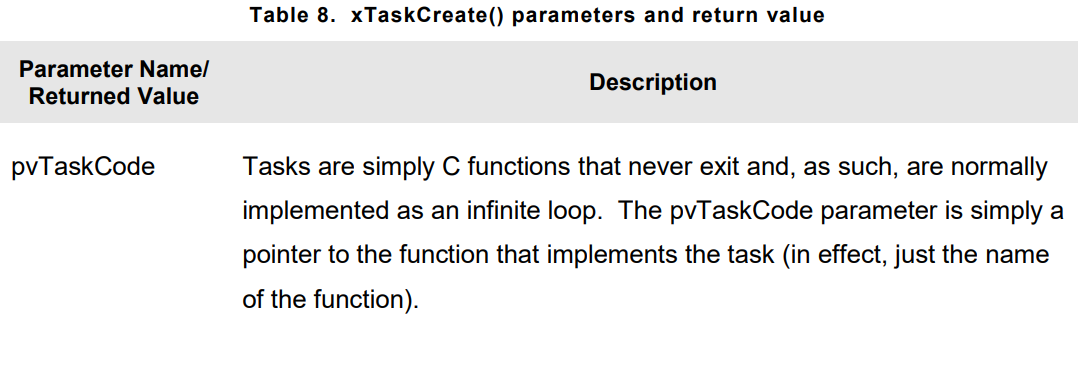 Table 8. xTaskCreate() parameters and return value
Parameter Name/
Returned Value
Description
pvTaskCode
Tasks are simply C functions that never exit and, as such, are normally
implemented as an infinite loop. The pvTaskCode parameter is simply a
pointer to the function that implements the task (in effect, just the name
of the function).